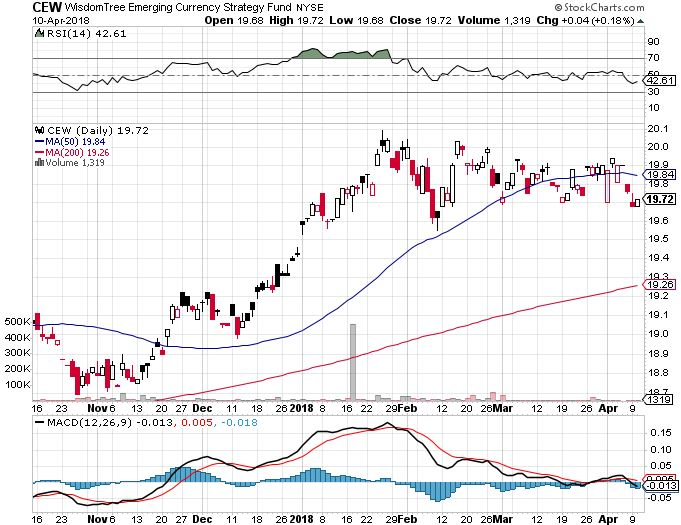 CEW WisdomTree Emerging Currency Strategy Fund NYSE © StockCharts.com
10-Apr-2018 Open 19.68 High 19.72 Low 19.68 Close 19.72 Volume 1,319 Chg +0.04 (+0.18%)
RSI(14) 42.61
90
70
50
42.61
30
10
CEW (Daily) 19.72
MA(50) 19.84
MA(200) 19.26
Volume 1,319
20.1
20.0
19.9
19.84
19.8
19.72
19.6
19.5
19.4
19.3
19.26
19.2
19.1
19.0
18.9
18.8
18.7
500K
400K
300K
200K
100K
1319
16 23 Nov 6 13 20 27 Dec 11 18 26 2018 8 16 22 29 Feb 12 20 26 Mar 12 19 26 Apr 9
MACD(12,26,9) -0.013, 0.005, -0.018
0.15
0.10
0.05
0.005
-0.013
16 23 Nov 6 13 20 27 Dec 11 18 26 2018 8 16 22 29 Feb 12 20 26 Mar 12 19 26 Apr 9